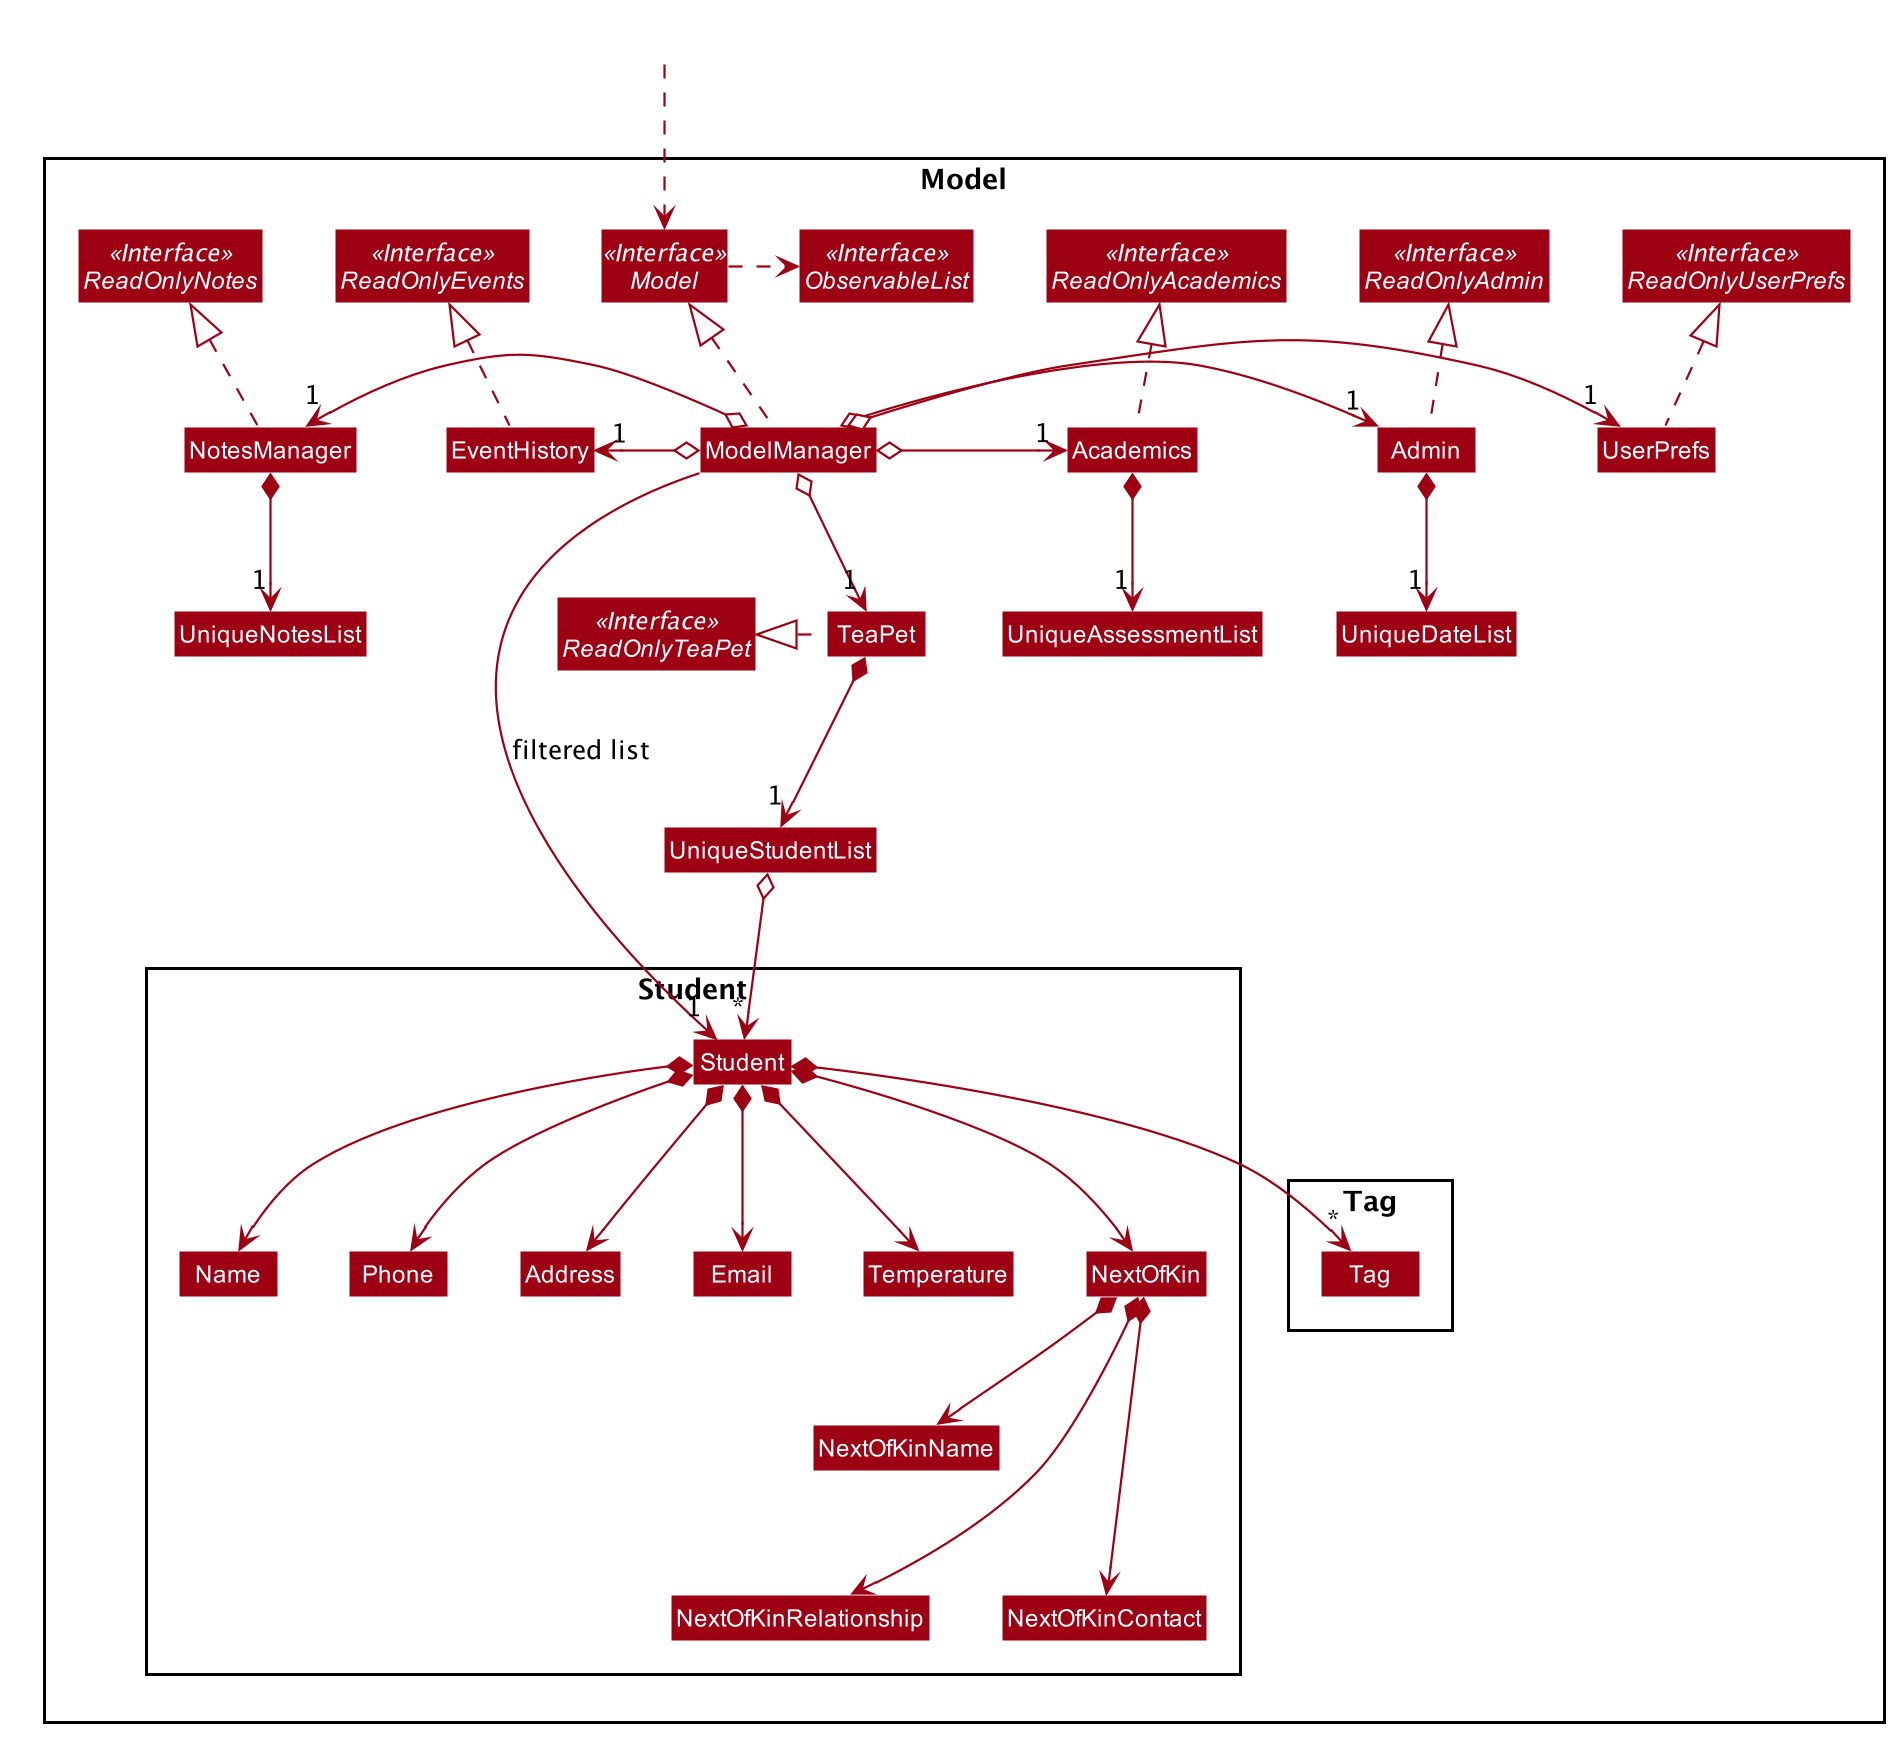 Model
«Interface»
ReadOnlyNotes
«Interface»
ReadOnlyEvents
«Interface»
Model
«Interface»
ObservableList
«Interface»
ReadOnlyAcademics
«Interface»
ReadOnlyAdmin
«Interface»
ReadOnlyUserPrefs
1
1
1
1
1
NotesManager
EventHistory
ModelManager
Academics
Admin
UserPrefs
1
1
1
1
UniqueNotesList
«Interface»
ReadOnlyTeaPet
TeaPet
UniqueAssessmentList
UniqueDateList
filtered list
1
UniqueStudentList
Student
1
*
Student
Tag
*
Name
Phone
Address
Email
Temperature
NextOfKin
Tag
NextOfKinName
NextOfKinRelationship
NextOfKinContact